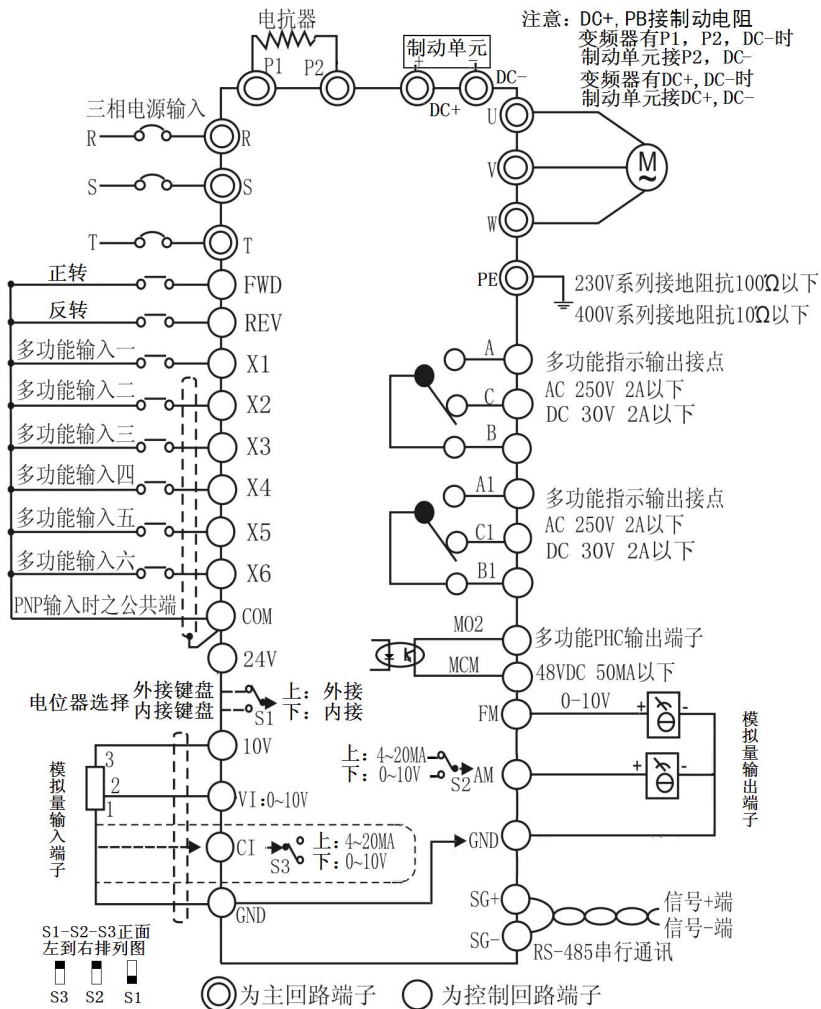 电抗器
P1
P2
制动单元
+
-
DC-
DC+
注意：DC+,PB接制动电阻
变频器有P1，P2，DC-时
制动单元接P2，DC-
变频器有DC+,DC-时
制动单元接DC+,DC-
三相电源输入
R
R
S
S
T
T
U
V
W
M
~
PE
230V系列接地阻抗100Ω以下
400V系列接地阻抗10Ω以下
正转
FWD
反转
REV
多功能输入一
X1
多功能输入二
X2
多功能输入三
X3
多功能输入四
X4
多功能输入五
X5
多功能输入六
X6
PNP输入时之公共端
COM
24V
A
C
B
多功能指示输出接点
AC 250V 2A以下
DC 30V 2A以下
A1
C1
B1
多功能指示输出接点
AC 250V 2A以下
DC 30V 2A以下
MO2
MCM
多功能PHC输出端子
48VDC 50MA以下
电位器选择
外接键盘
内接键盘
S1
上：外接
下：内接
FM
0-10V
+
-
上：4~20MA
下：0~10V
S2
AM
+
-
模拟量输出端子
GND
模拟量输入端子
3
2
1
10V
VI:0~10V
CI
S3
上：4~20MA
下：0~10V
GND
SG+
SG-
信号+端
信号-端
RS-485串行通讯
S1-S2-S3正面
左到右排列图
S3 S2 S1
为主回路端子
为控制回路端子